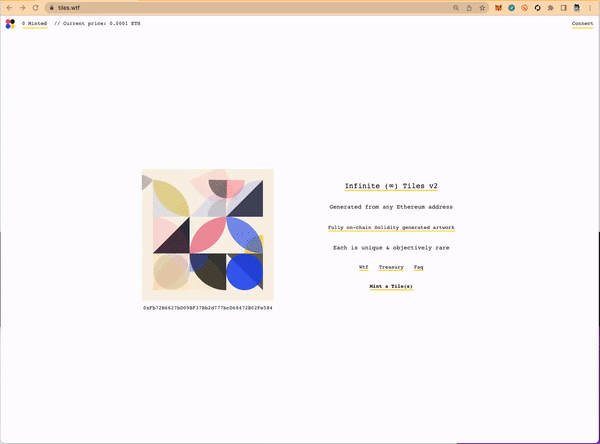 tiles.wtf
0 Minted // Current price: 0.0001 ETH
Connect
Infinite (∞) Tiles v2
Generated from any Ethereum address
Fully on-chain Solidity generated artwork
Each is unique & objectively rare
Wtf Treasury Faq
Mint a Tile(s)